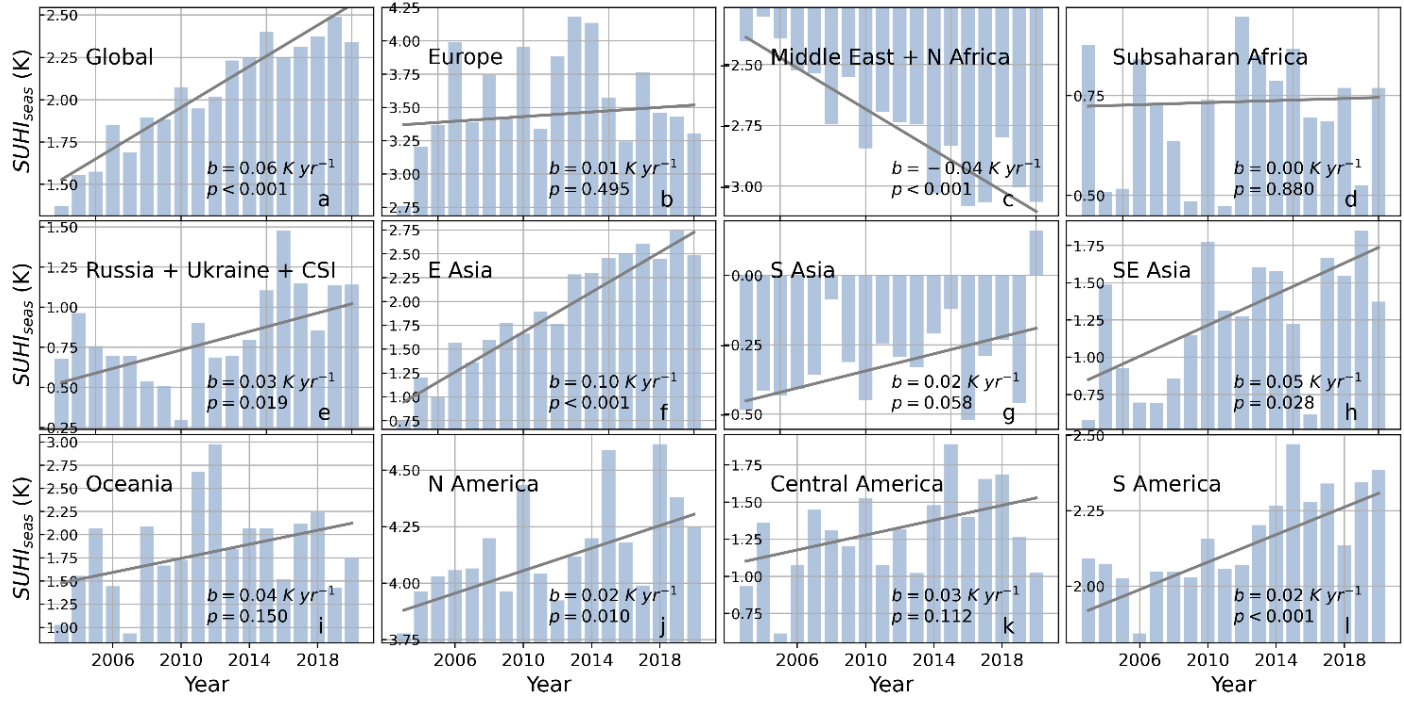 SUHI_seas (K)
2.50
2.25
2.00
1.75
1.50
Global
b = 0.06 K yr⁻¹
p < 0.001
a
4.25
4.00
3.75
3.50
3.25
3.00
2.75
Europe
b = 0.01 K yr⁻¹
p = 0.495
b
−2.50
−2.75
−3.00
Middle East + N Africa
b = −0.04 K yr⁻¹
p < 0.001
c
0.75
0.50
Subsaharan Africa
b = 0.00 K yr⁻¹
p = 0.880
d
SUHI_seas (K)
1.50
1.25
1.00
0.75
0.50
0.25
Russia + Ukraine + CSI
b = 0.03 K yr⁻¹
p = 0.019
e
2.75
2.50
2.25
2.00
1.75
1.50
1.25
1.00
0.75
E Asia
b = 0.10 K yr⁻¹
p < 0.001
f
0.00
−0.25
−0.50
S Asia
b = 0.02 K yr⁻¹
p = 0.058
g
1.75
1.50
1.25
1.00
0.75
0.50
SE Asia
b = 0.05 K yr⁻¹
p = 0.028
h
SUHI_seas (K)
3.00
2.75
2.50
2.25
2.00
1.75
1.50
1.25
1.00
Oceania
b = 0.04 K yr⁻¹
p = 0.150
i
4.50
4.25
4.00
3.75
N America
b = 0.02 K yr⁻¹
p = 0.010
j
1.75
1.50
1.25
1.00
0.75
Central America
b = 0.03 K yr⁻¹
p = 0.112
k
2.50
2.25
2.00
S America
b = 0.02 K yr⁻¹
p < 0.001
l
2006 2010 2014 2018
2006 2010 2014 2018
2006 2010 2014 2018
2006 2010 2014 2018
Year
Year
Year
Year